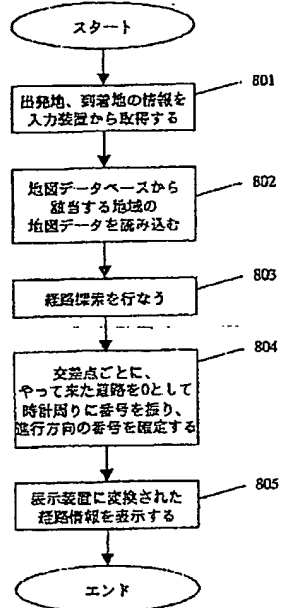 スタート
801
出発地、到着地の情報を
入力装置から取得する
802
地図データベースから
該当する地域の
地図データを読み込む
803
経路探索を行なう
804
交差点ごとに、
やって来た道路を0として
時計周りに番号を振り、
進行方向の番号を確定する
805
表示装置に変換された
経路情報を表示する
エンド